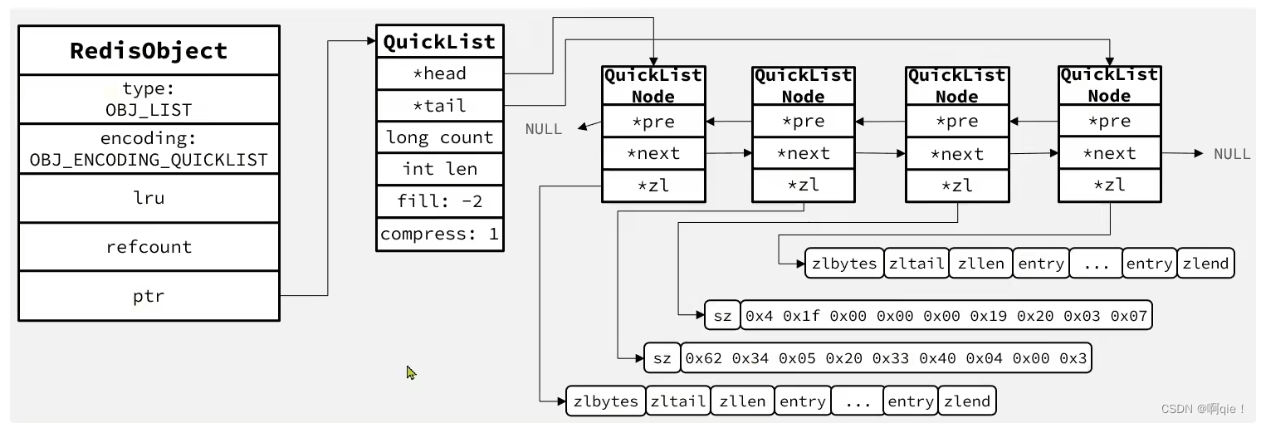 RedisObject
type:
OBJ_LIST
encoding:
OBJ_ENCODING_QUICKLIST
lru
refcount
ptr
QuickList
*head
*tail
long count
int len
fill: -2
compress: 1
NULL
QuickList
Node
*pre
*next
*zl
QuickList
Node
*pre
*next
*zl
QuickList
Node
*pre
*next
*zl
QuickList
Node
*pre
*next
*zl
NULL
zlbytes zltail zllen entry ... entry zlend
sz 0x4 0x1f 0x00 0x00 0x00 0x19 0x20 0x03 0x07
sz 0x62 0x34 0x05 0x20 0x33 0x40 0x04 0x00 0x3
zlbytes zltail zllen entry ... entry zlend
CSDN @啊qie！